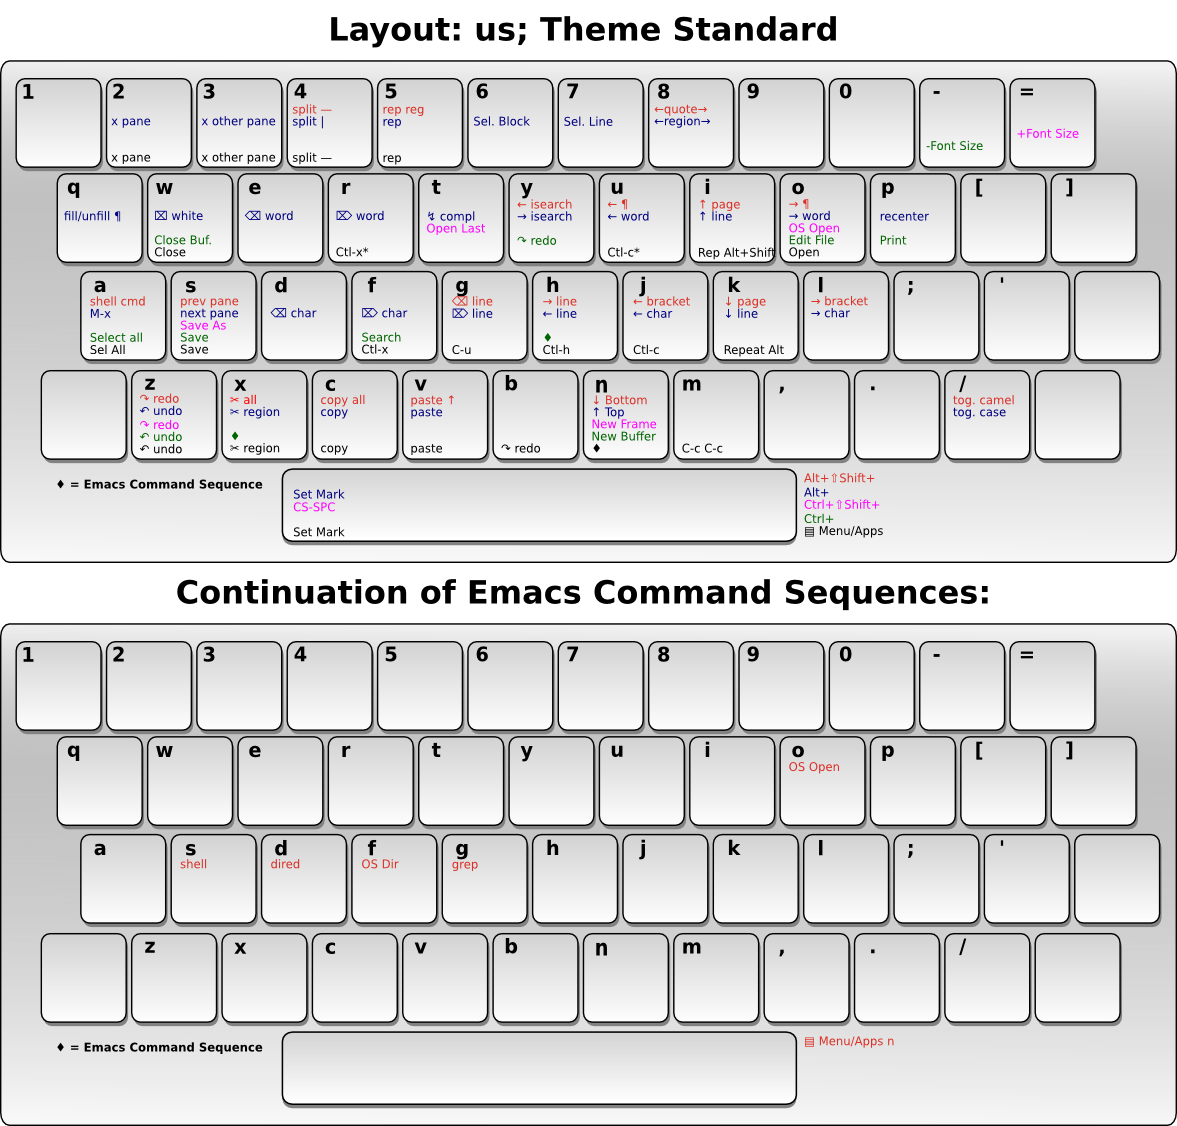 Layout: us; Theme Standard
1 2 3 4 5 6 7 8 9 0 - =
split — rep reg ←quote→
x pane x other pane split | rep Sel. Block Sel. Line ←region→
+Font Size
-Font Size
x pane x other pane split — rep
q w e r t y u i o p [ ]
← isearch ← ¶ ↑ page → ¶
fill/unfill ¶ ⌧ white ⌫ word ⌦ word ↯ compl → isearch ← word ↑ line → word recenter
Open Last OS Open
Close Buf. ↷ redo Edit File Print
Close Ctl-x* Ctl-c* Rep Alt+Shift Open
a s d f g h j k l ; '
shell cmd prev pane ⌫ line → line ← bracket ↓ page → bracket
M-x next pane ⌫ char ⌦ char ⌦ line ← line ← char ↓ line → char
Save As
Select all Save Search ♦
Sel All Save Ctl-x C-u Ctl-h Ctl-c Repeat Alt
z x c v b n m , . /
↷ redo ✂ all copy all paste ↑ ↓ Bottom tog. camel
↶ undo ✂ region copy paste ↑ Top tog. case
↷ redo New Frame
↶ undo ♦ New Buffer
↶ undo ✂ region copy paste ↷ redo ♦ C-c C-c
♦ = Emacs Command Sequence
Set Mark
CS-SPC
Set Mark
Alt+⇧Shift+
Alt+
Ctrl+⇧Shift+
Ctrl+
▤ Menu/Apps
Continuation of Emacs Command Sequences:
1 2 3 4 5 6 7 8 9 0 - =
q w e r t y u i o p [ ]
OS Open
a s d f g h j k l ; '
shell dired OS Dir grep
z x c v b n m , . /
♦ = Emacs Command Sequence
▤ Menu/Apps n